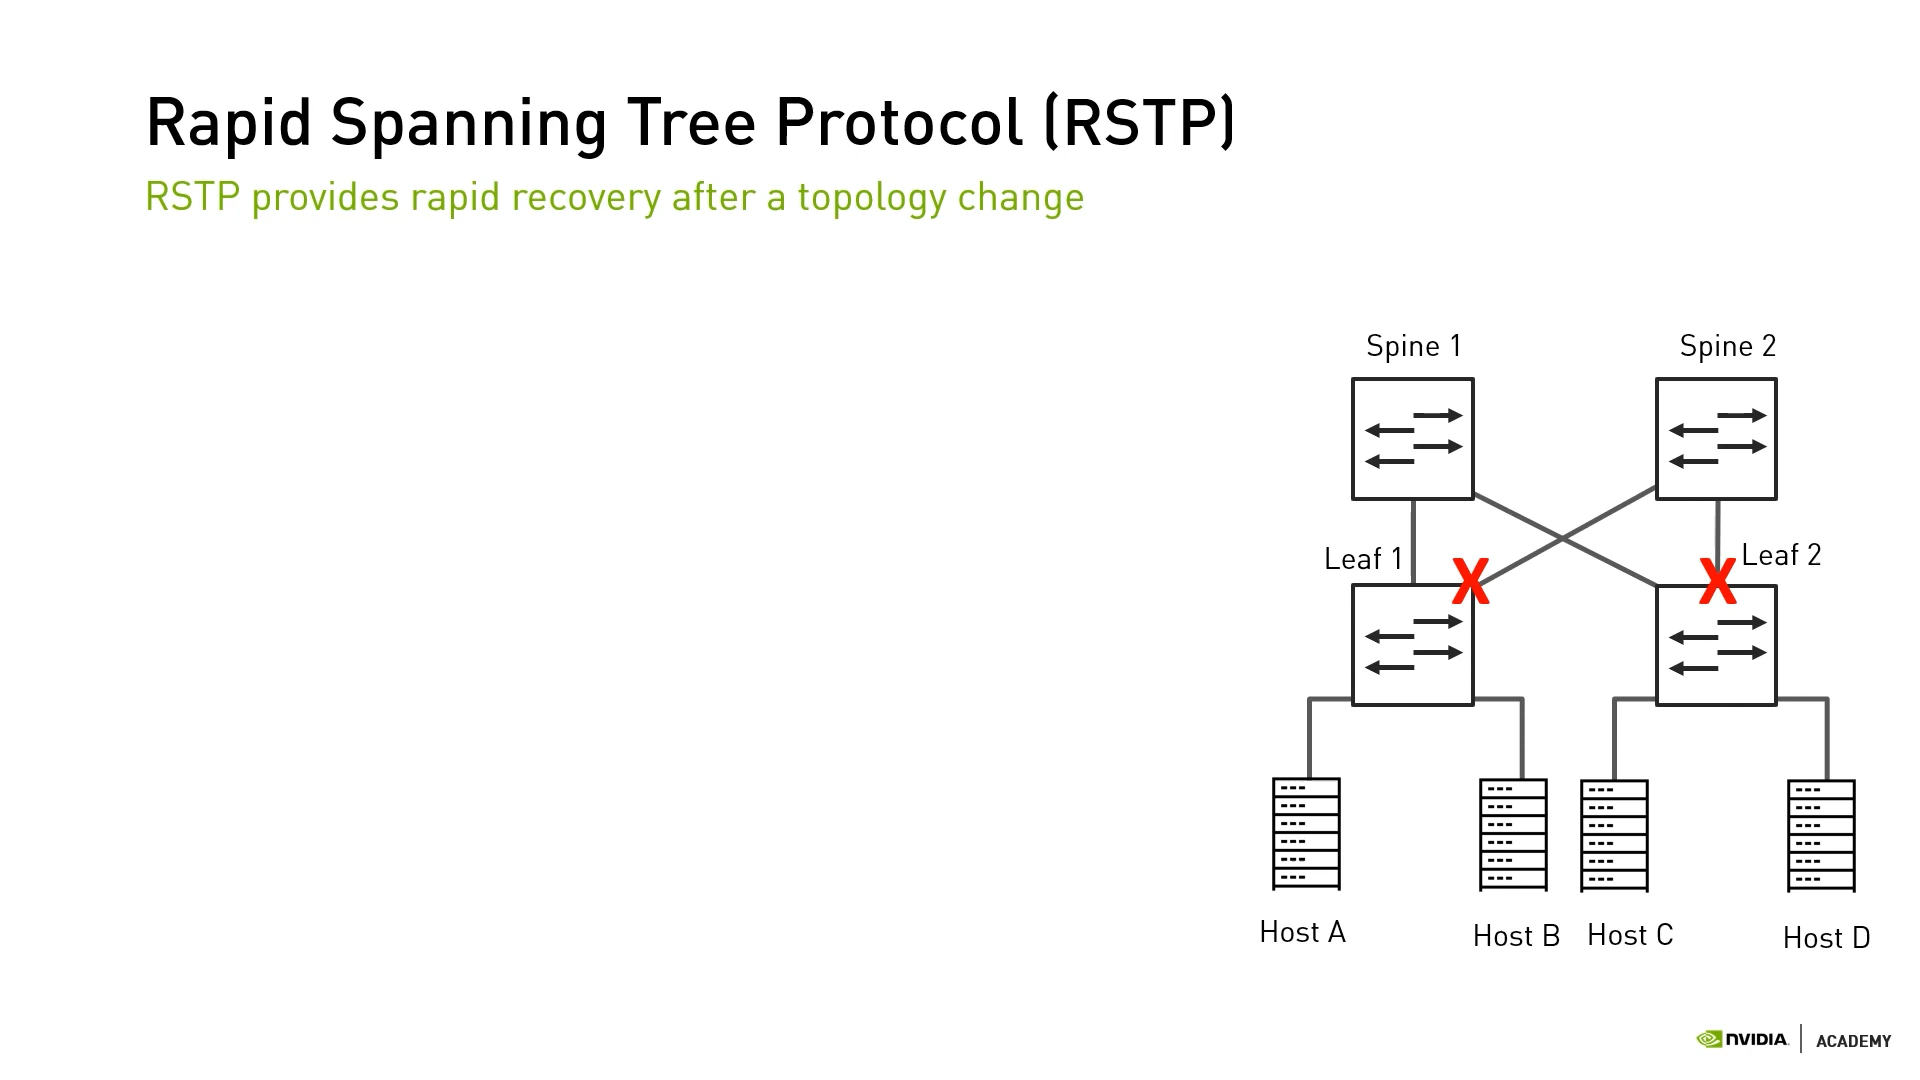 Rapid Spanning Tree Protocol (RSTP)
RSTP provides rapid recovery after a topology change
Spine 1
Spine 2
Leaf 1
X
X
Leaf 2
Host A
Host B
Host C
Host D
NVIDIA. | ACADEMY